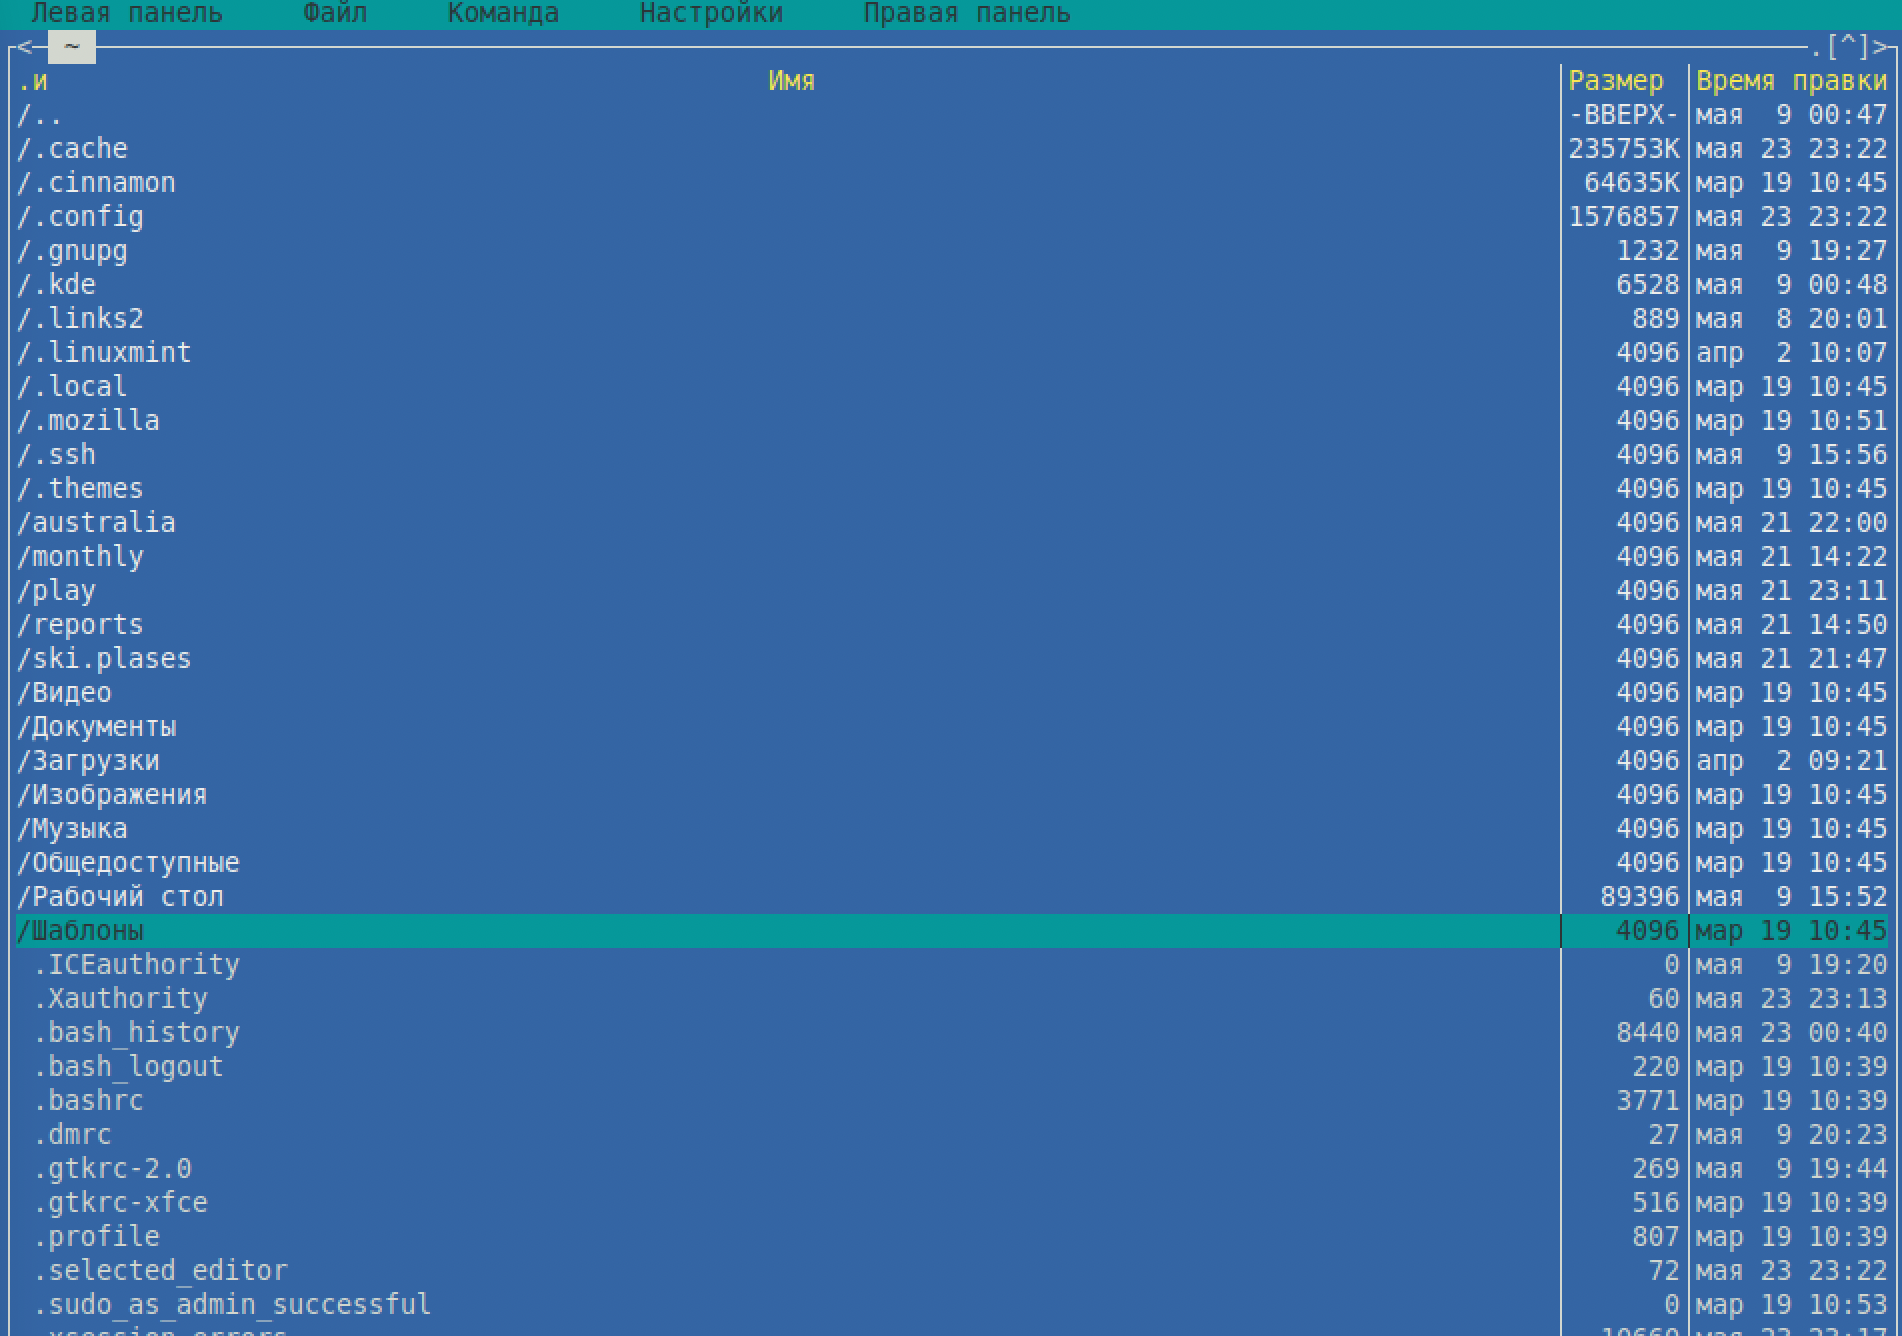 Левая панель Файл Команда Настройки Правая панель
< ~ .[^]>
.и Имя Размер Время правки
/.. -ВВЕРХ- мая 9 00:47
/.cache 235753K мая 23 23:22
/.cinnamon 64635K мар 19 10:45
/.config 1576857 мая 23 23:22
/.gnupg 1232 мая 9 19:27
/.kde 6528 мая 9 00:48
/.links2 889 мая 8 20:01
/.linuxmint 4096 апр 2 10:07
/.local 4096 мар 19 10:45
/.mozilla 4096 мар 19 10:51
/.ssh 4096 мая 9 15:56
/.themes 4096 мар 19 10:45
/australia 4096 мая 21 22:00
/monthly 4096 мая 21 14:22
/play 4096 мая 21 23:11
/reports 4096 мая 21 14:50
/ski.plases 4096 мая 21 21:47
/Видео 4096 мар 19 10:45
/Документы 4096 мар 19 10:45
/Загрузки 4096 апр 2 09:21
/Изображения 4096 мар 19 10:45
/Музыка 4096 мар 19 10:45
/Общедоступные 4096 мар 19 10:45
/Рабочий стол 89396 мая 9 15:52
/Шаблоны 4096 мар 19 10:45
.ICEauthority 0 мая 9 19:20
.Xauthority 60 мая 23 23:13
.bash_history 8440 мая 23 00:40
.bash_logout 220 мар 19 10:39
.bashrc 3771 мар 19 10:39
.dmrc 27 мая 9 20:23
.gtkrc-2.0 269 мая 9 19:44
.gtkrc-xfce 516 мар 19 10:39
.profile 807 мар 19 10:39
.selected_editor 72 мая 23 23:22
.sudo_as_admin_successful 0 мар 19 10:53